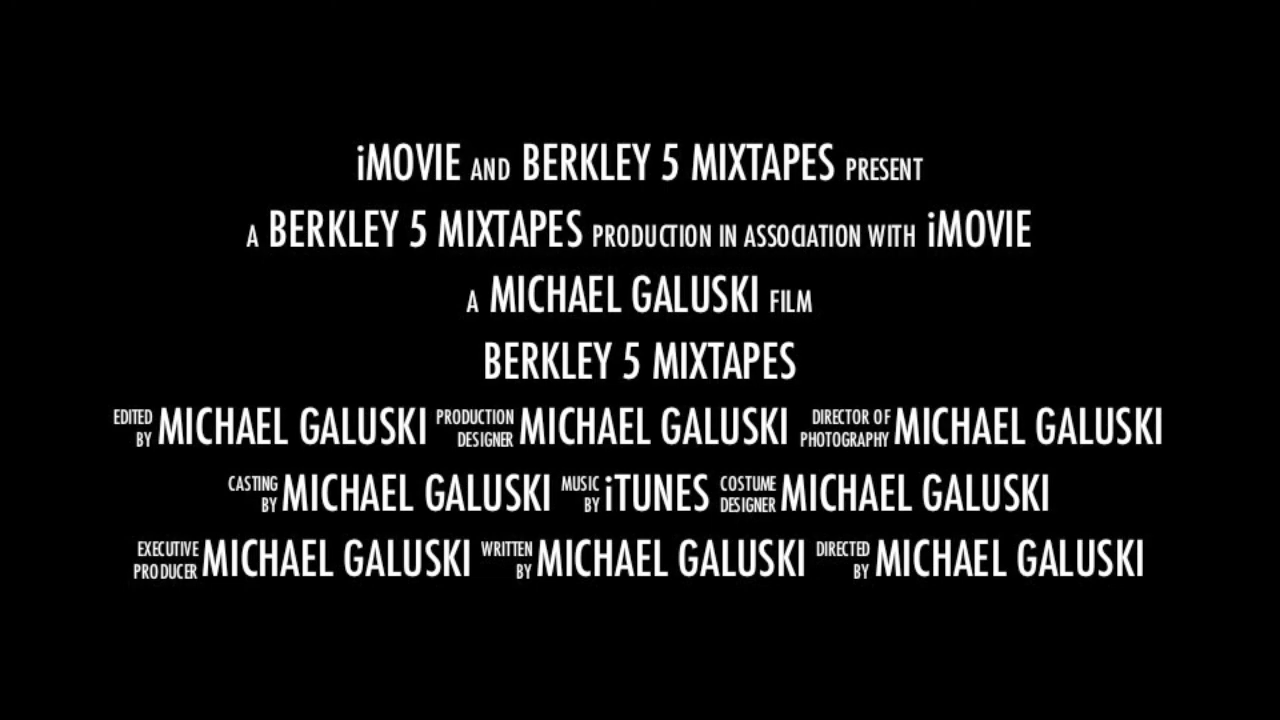 iMOVIE AND BERKLEY 5 MIXTAPES PRESENT
A BERKLEY 5 MIXTAPES PRODUCTION IN ASSOCIATION WITH iMOVIE
A MICHAEL GALUSKI FILM
BERKLEY 5 MIXTAPES
EDITED BY MICHAEL GALUSKI PRODUCTION DESIGNER MICHAEL GALUSKI DIRECTOR OF PHOTOGRAPHY MICHAEL GALUSKI
CASTING BY MICHAEL GALUSKI MUSIC BY iTUNES COSTUME DESIGNER MICHAEL GALUSKI
EXECUTIVE PRODUCER MICHAEL GALUSKI WRITTEN BY MICHAEL GALUSKI DIRECTED BY MICHAEL GALUSKI